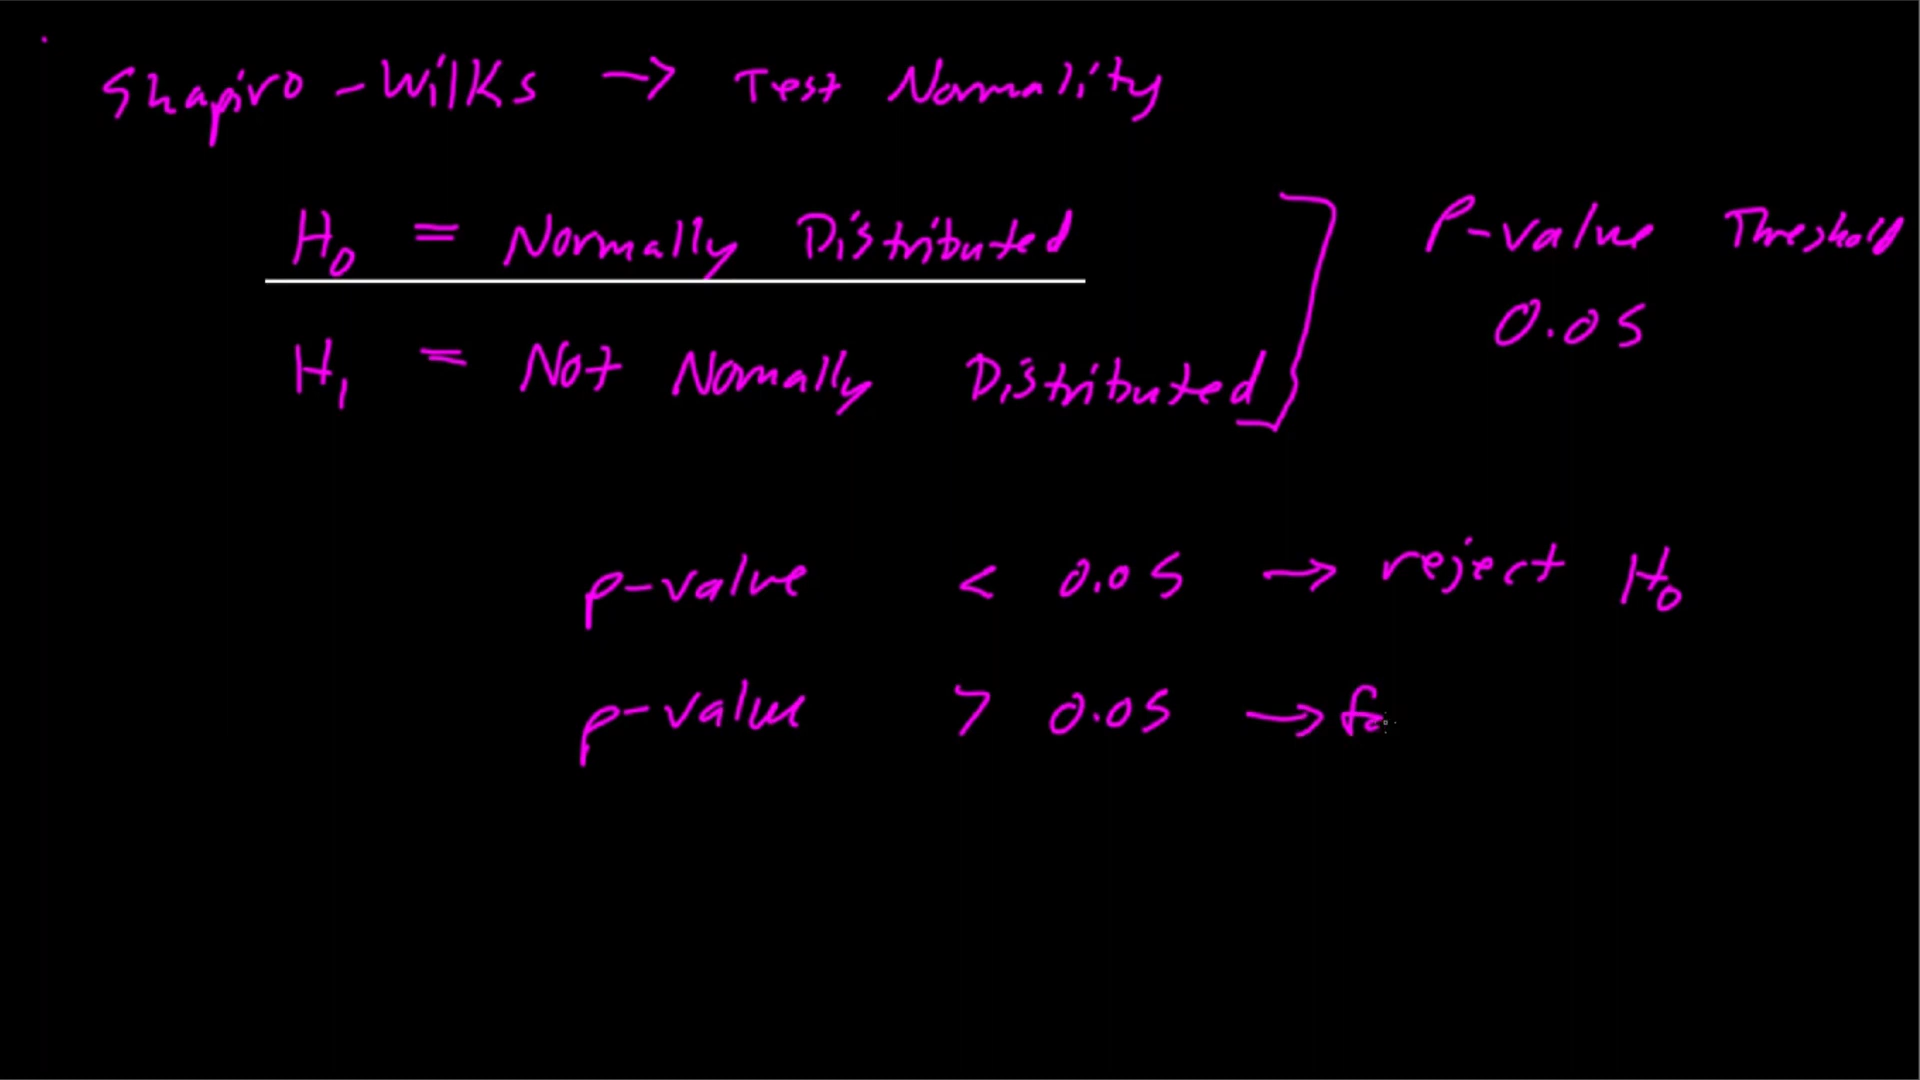 Shapiro-Wilks → Test Normality
H₀ = Normally Distributed
H₁ = Not Normally Distributed
P-value Threshold
0.05
p-value < 0.05 → reject H₀
p-value > 0.05 → fa